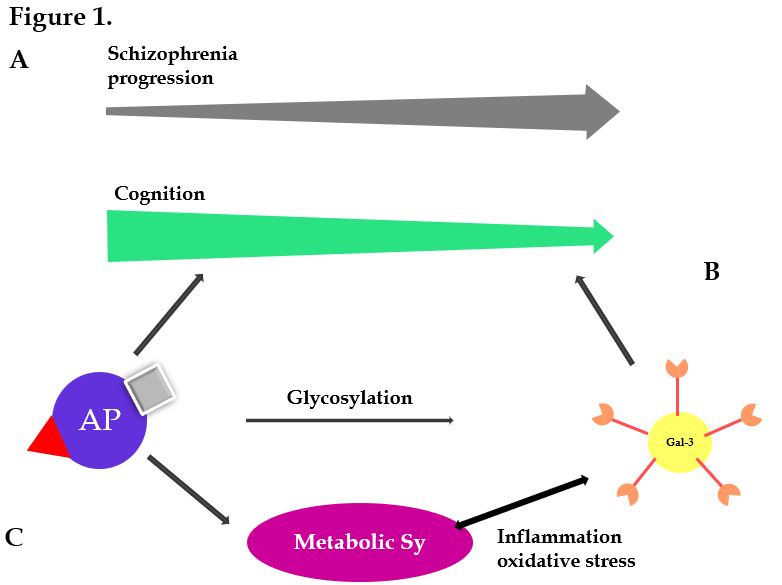 Figure 1.
A
Schizophrenia
progression
Cognition
B
AP
Glycosylation
Gal-3
C
Metabolic Sy
Inflammation
oxidative stress